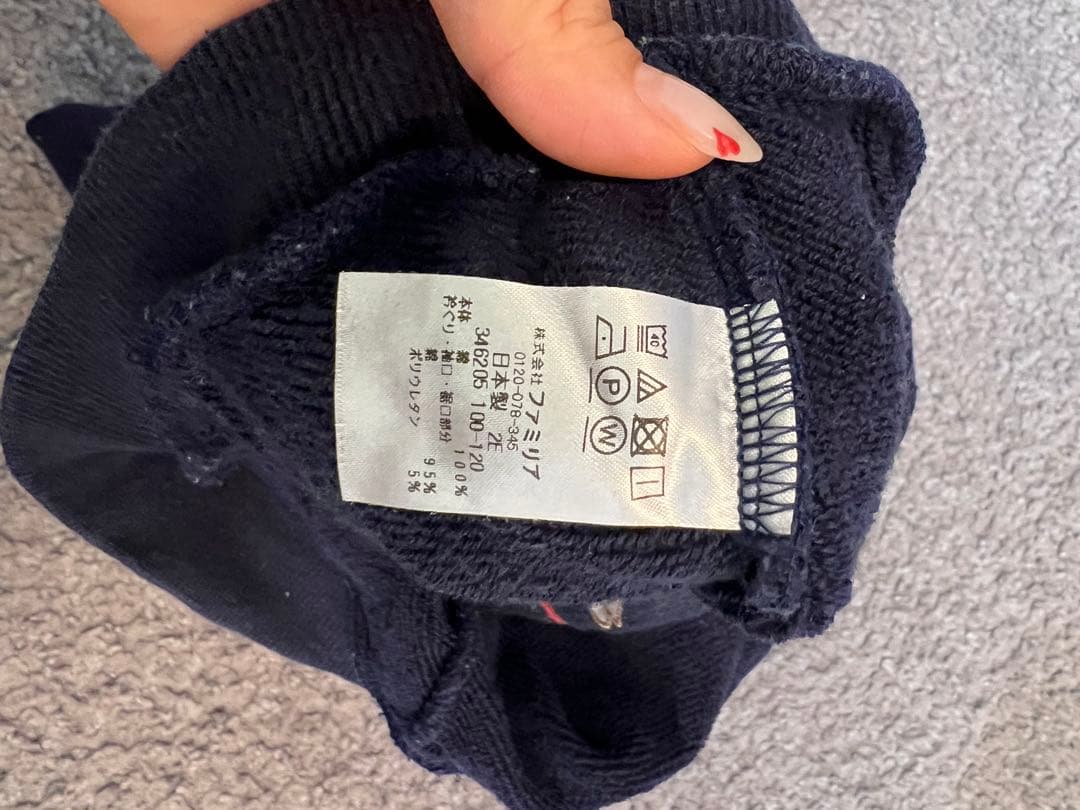 40
P W
株式会社 ファミリア
0120-078-345
日本製 2E
346205 100-120
本体 綿 100%
衿ぐり・袖口・裾口部分
綿 95%
ポリウレタン 5%